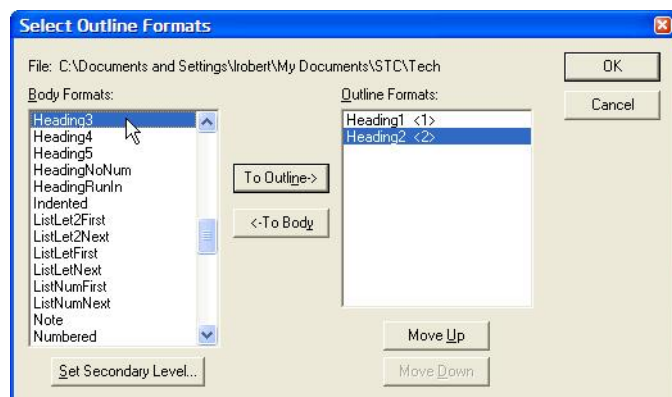 Select Outline Formats
File: C:\Documents and Settings\lrobert\My Documents\STC\Tech
OK
Cancel
Body Formats:
Heading3
Heading4
Heading5
HeadingNoNum
HeadingRunIn
Indented
ListLet2First
ListLet2Next
ListLetFirst
ListLetNext
ListNumFirst
ListNumNext
Note
Numbered
Set Secondary Level...
To Outline->
<-To Body
Outline Formats:
Heading1 <1>
Heading2 <2>
Move Up
Move Down